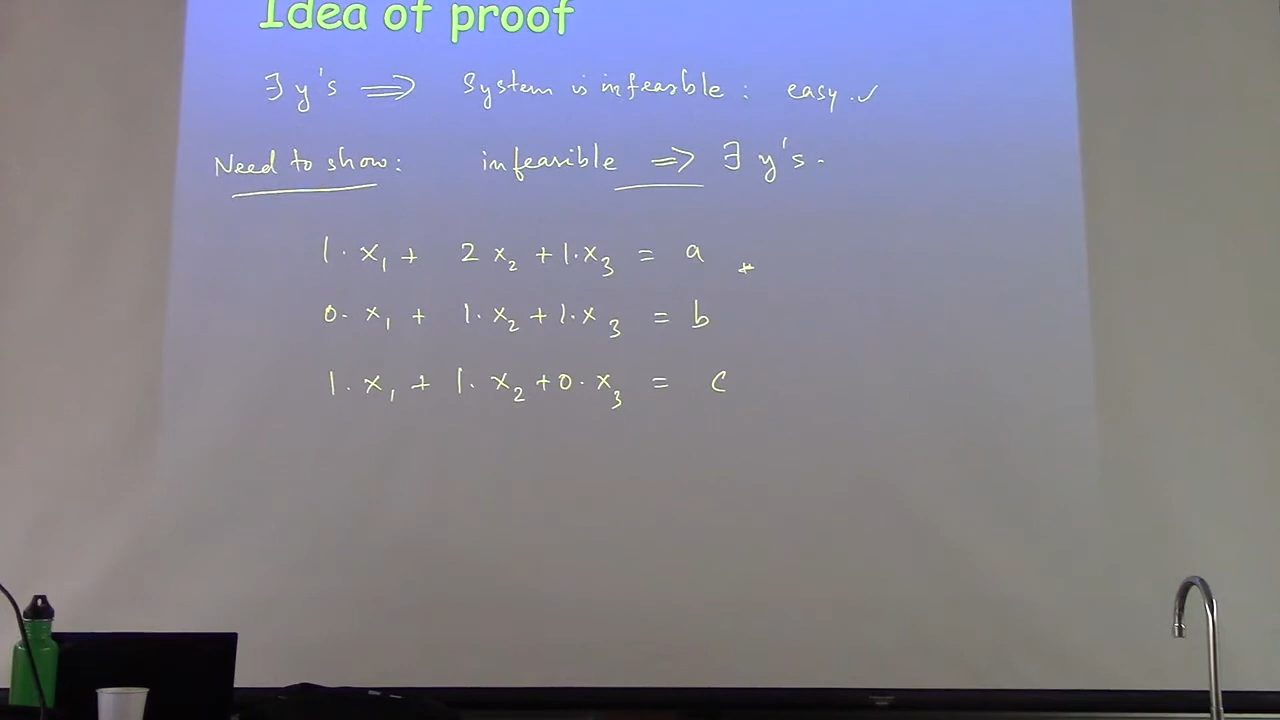 Idea of proof
∃ y's ⟹ System is infeasible : easy. ✓
Need to show: infeasible ⟹ ∃ y's.
1. x₁ + 2 x₂ + 1.x₃ = a *
0. x₁ + 1. x₂ + 1. x₃ = b
1. x₁ + 1. x₂ + 0. x₃ = c